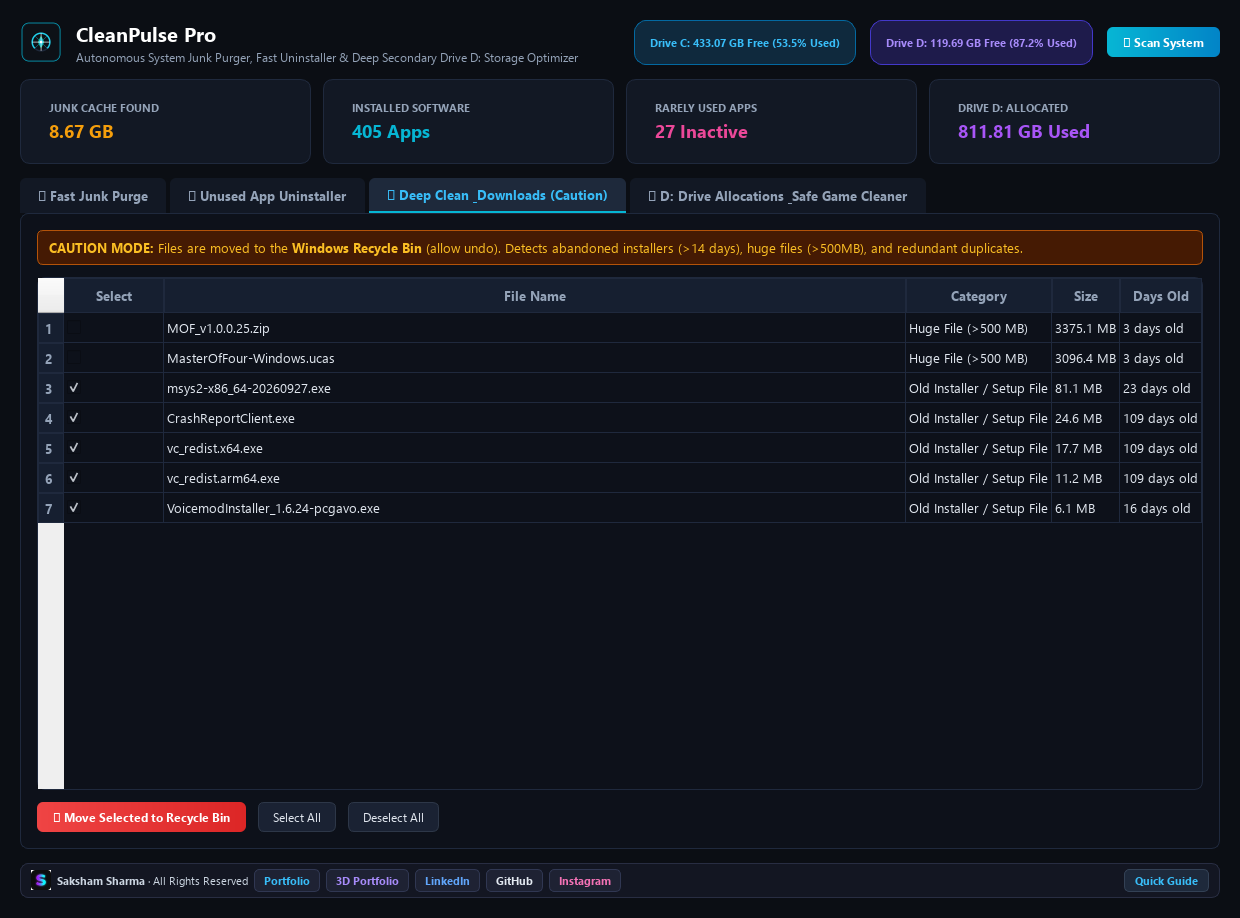 CleanPulse Pro
Autonomous System Junk Purger, Fast Uninstaller & Deep Secondary Drive D: Storage Optimizer
Drive C: 433.07 GB Free (53.5% Used)
Drive D: 119.69 GB Free (87.2% Used)
Scan System
JUNK CACHE FOUND
8.67 GB
INSTALLED SOFTWARE
405 Apps
RARELY USED APPS
27 Inactive
DRIVE D: ALLOCATED
811.81 GB Used
Fast Junk Purge
Unused App Uninstaller
Deep Clean _Downloads (Caution)
D: Drive Allocations _Safe Game Cleaner
CAUTION MODE: Files are moved to the Windows Recycle Bin (allow undo). Detects abandoned installers (>14 days), huge files (>500MB), and redundant duplicates.
Select File Name Category Size Days Old
1 MOF_v1.0.0.25.zip Huge File (>500 MB) 3375.1 MB 3 days old
2 MasterOfFour-Windows.ucas Huge File (>500 MB) 3096.4 MB 3 days old
3 ✓ msys2-x86_64-20260927.exe Old Installer / Setup File 81.1 MB 23 days old
4 ✓ CrashReportClient.exe Old Installer / Setup File 24.6 MB 109 days old
5 ✓ vc_redist.x64.exe Old Installer / Setup File 17.7 MB 109 days old
6 ✓ vc_redist.arm64.exe Old Installer / Setup File 11.2 MB 109 days old
7 ✓ VoicemodInstaller_1.6.24-pcgavo.exe Old Installer / Setup File 6.1 MB 16 days old
Move Selected to Recycle Bin
Select All
Deselect All
S Saksham Sharma · All Rights Reserved
Portfolio
3D Portfolio
LinkedIn
GitHub
Instagram
Quick Guide